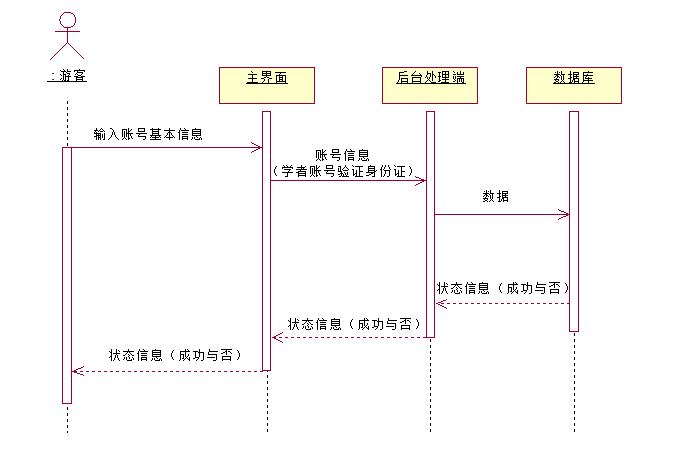 ：游客
主界面
后台处理端
数据库
输入账号基本信息
账号信息
（学者账号验证身份证）
数据
状态信息（成功与否）
状态信息（成功与否）
状态信息（成功与否）